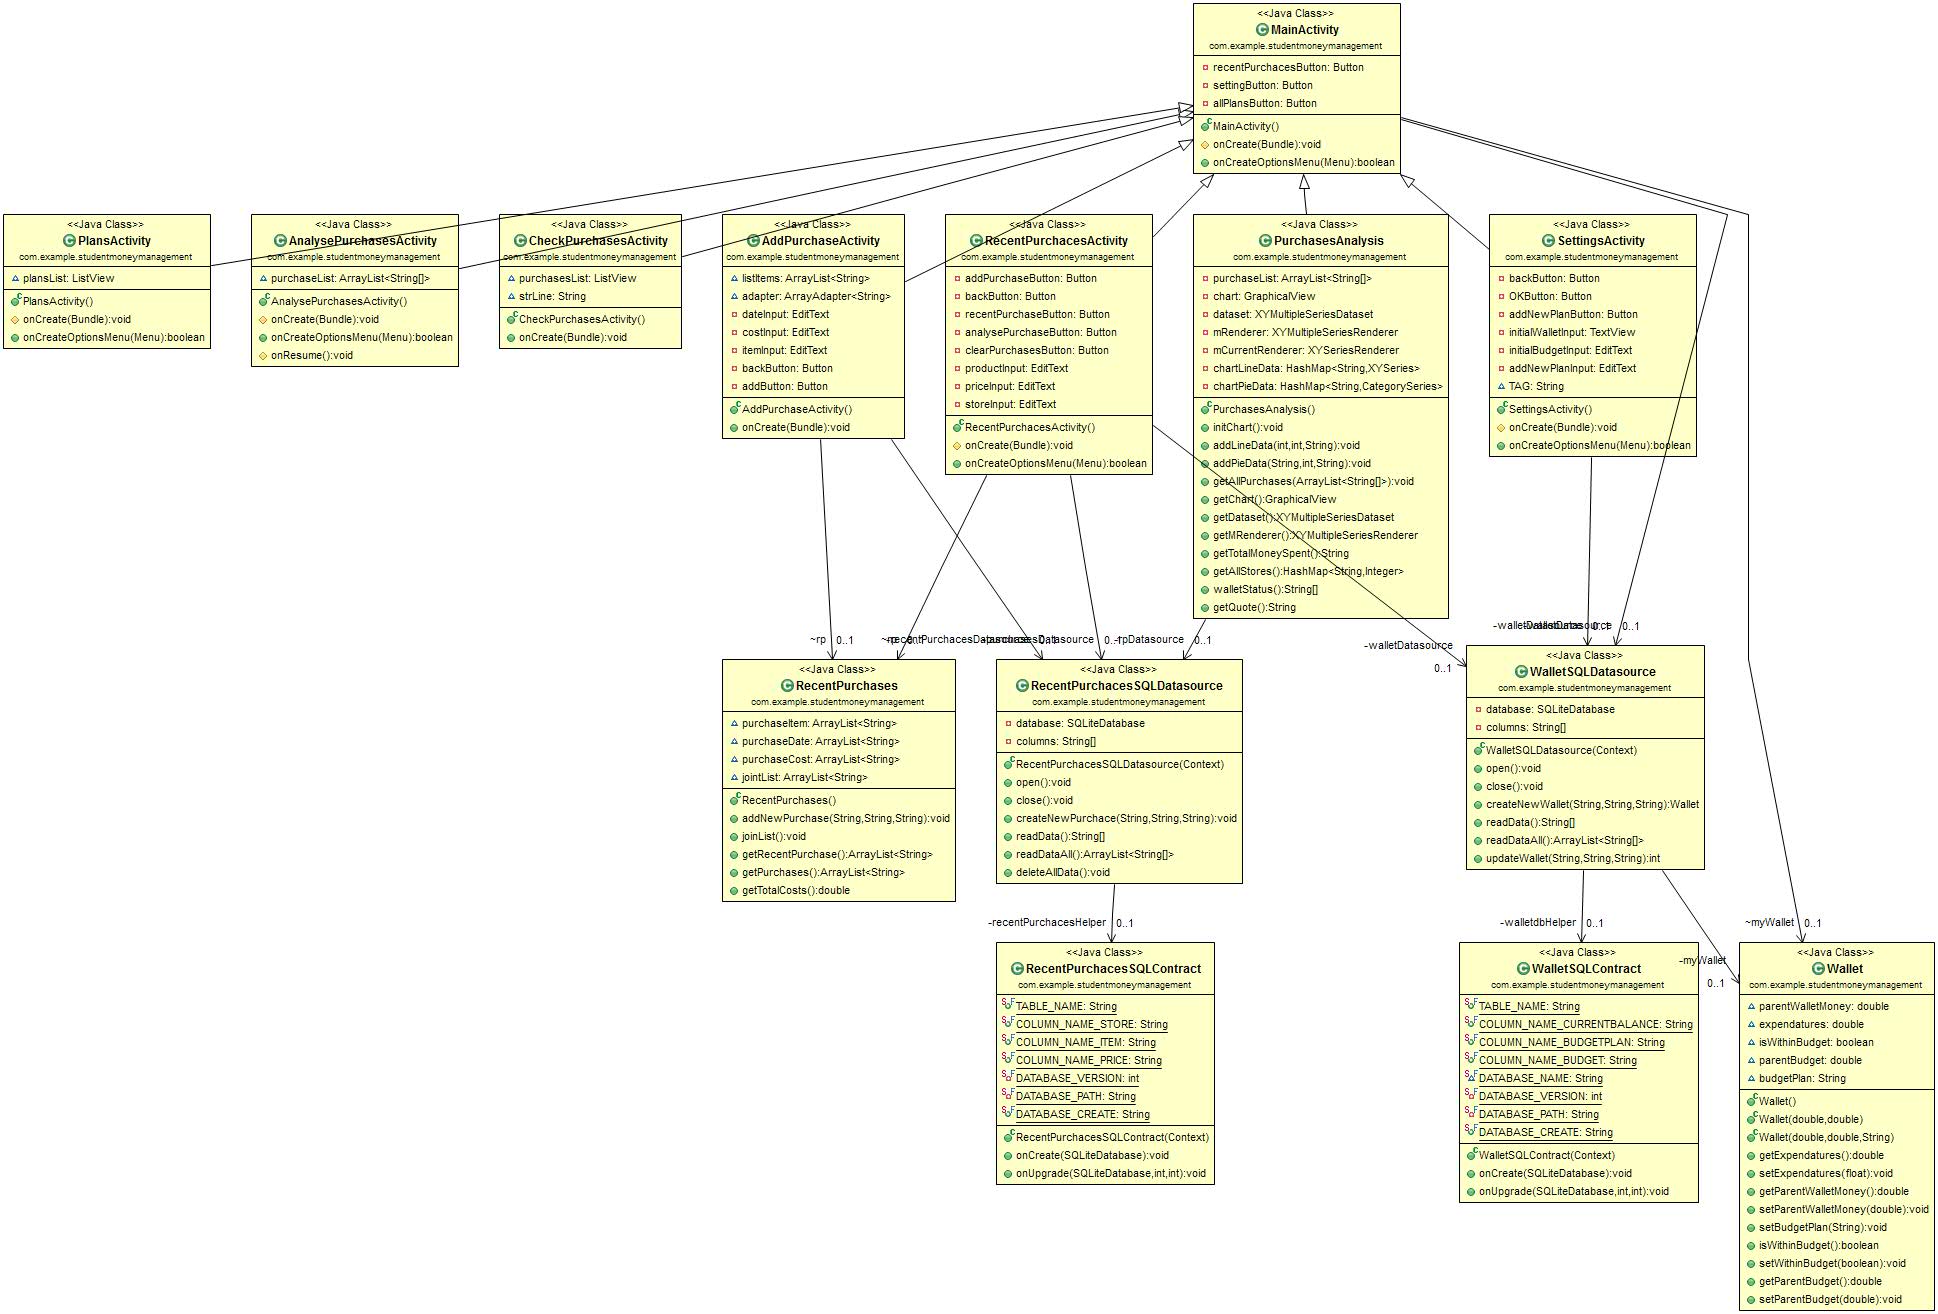 <<Java Class>>
MainActivity
com.example.studentmoneymanagement
recentPurchacesButton: Button
settingButton: Button
allPlansButton: Button
MainActivity()
onCreate(Bundle):void
onCreateOptionsMenu(Menu):boolean
<<Java Class>>
PlansActivity
com.example.studentmoneymanagement
plansList: ListView
PlansActivity()
onCreate(Bundle):void
onCreateOptionsMenu(Menu):boolean
<<Java Class>>
AnalysePurchasesActivity
com.example.studentmoneymanagement
purchaseList: ArrayList<String[]>
AnalysePurchasesActivity()
onCreate(Bundle):void
onCreateOptionsMenu(Menu):boolean
onResume():void
<<Java Class>>
CheckPurchasesActivity
com.example.studentmoneymanagement
purchasesList: ListView
strLine: String
CheckPurchasesActivity()
onCreate(Bundle):void
<<Java Class>>
AddPurchaseActivity
com.example.studentmoneymanagement
listItems: ArrayList<String>
adapter: ArrayAdapter<String>
dateInput: EditText
costInput: EditText
itemInput: EditText
backButton: Button
addButton: Button
AddPurchaseActivity()
onCreate(Bundle):void
<<Java Class>>
RecentPurchacesActivity
com.example.studentmoneymanagement
addPurchaseButton: Button
backButton: Button
recentPurchaseButton: Button
analysePurchaseButton: Button
clearPurchasesButton: Button
productInput: EditText
priceInput: EditText
storeInput: EditText
RecentPurchacesActivity()
onCreate(Bundle):void
onCreateOptionsMenu(Menu):boolean
<<Java Class>>
PurchasesAnalysis
com.example.studentmoneymanagement
purchaseList: ArrayList<String[]>
chart: GraphicalView
dataset: XYMultipleSeriesDataset
mRenderer: XYMultipleSeriesRenderer
mCurrentRenderer: XYSeriesRenderer
chartLineData: HashMap<String,XYSeries>
chartPieData: HashMap<String,CategorySeries>
PurchasesAnalysis()
initChart():void
addLineData(int,int,String):void
addPieData(String,int,String):void
getAllPurchases(ArrayList<String[]>):void
getChart():GraphicalView
getDataset():XYMultipleSeriesDataset
getMRenderer():XYMultipleSeriesRenderer
getTotalMoneySpent():String
getAllStores():HashMap<String,Integer>
walletStatus():String[]
getQuote():String
<<Java Class>>
SettingsActivity
com.example.studentmoneymanagement
backButton: Button
OKButton: Button
addNewPlanButton: Button
initialWalletInput: TextView
initialBudgetInput: EditText
addNewPlanInput: EditText
TAG: String
SettingsActivity()
onCreate(Bundle):void
onCreateOptionsMenu(Menu):boolean
~rp 0..1
-rpDatasource 0..1
-walletDatasource
0..1
0..1
<<Java Class>>
RecentPurchases
com.example.studentmoneymanagement
purchaseItem: ArrayList<String>
purchaseDate: ArrayList<String>
purchaseCost: ArrayList<String>
jointList: ArrayList<String>
RecentPurchases()
addNewPurchase(String,String,String):void
joinList():void
getRecentPurchase():ArrayList<String>
getPurchases():ArrayList<String>
getTotalCosts():double
<<Java Class>>
RecentPurchacesSQLDatasource
com.example.studentmoneymanagement
database: SQLiteDatabase
columns: String[]
RecentPurchacesSQLDatasource(Context)
open():void
close():void
createNewPurchace(String,String,String):void
readData():String[]
readDataAll():ArrayList<String[]>
deleteAllData():void
<<Java Class>>
WalletSQLDatasource
com.example.studentmoneymanagement
database: SQLiteDatabase
columns: String[]
WalletSQLDatasource(Context)
open():void
close():void
createNewWallet(String,String,String):Wallet
readData():String[]
readDataAll():ArrayList<String[]>
updateWallet(String,String,String):int
-recentPurchacesHelper 0..1
-walletdbHelper 0..1
~myWallet 0..1
-myWallet
0..1
<<Java Class>>
RecentPurchacesSQLContract
com.example.studentmoneymanagement
TABLE_NAME: String
COLUMN_NAME_STORE: String
COLUMN_NAME_ITEM: String
COLUMN_NAME_PRICE: String
DATABASE_VERSION: int
DATABASE_PATH: String
DATABASE_CREATE: String
RecentPurchacesSQLContract(Context)
onCreate(SQLiteDatabase):void
onUpgrade(SQLiteDatabase,int,int):void
<<Java Class>>
WalletSQLContract
com.example.studentmoneymanagement
TABLE_NAME: String
COLUMN_NAME_CURRENTBALANCE: String
COLUMN_NAME_BUDGETPLAN: String
COLUMN_NAME_BUDGET: String
DATABASE_NAME: String
DATABASE_VERSION: int
DATABASE_PATH: String
DATABASE_CREATE: String
WalletSQLContract(Context)
onCreate(SQLiteDatabase):void
onUpgrade(SQLiteDatabase,int,int):void
<<Java Class>>
Wallet
com.example.studentmoneymanagement
parentWalletMoney: double
expendatures: double
isWithinBudget: boolean
parentBudget: double
budgetPlan: String
Wallet()
Wallet(double,double)
Wallet(double,double,String)
getExpendatures():double
setExpendatures(float):void
getParentWalletMoney():double
setParentWalletMoney(double):void
setBudgetPlan(String):void
isWithinBudget():boolean
setWithinBudget(boolean):void
getParentBudget():double
setParentBudget(double):void